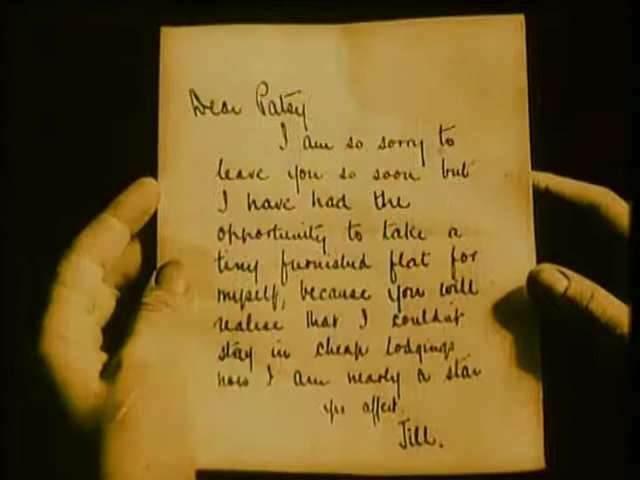 Dear Patsy
I am so sorry to
leave you so soon but
I have had the
opportunity to take a
tiny furnished flat for
myself, because you will
realise that I couldn't
stay in cheap lodgings
now I am nearly a star
yrs affect.
Jill.